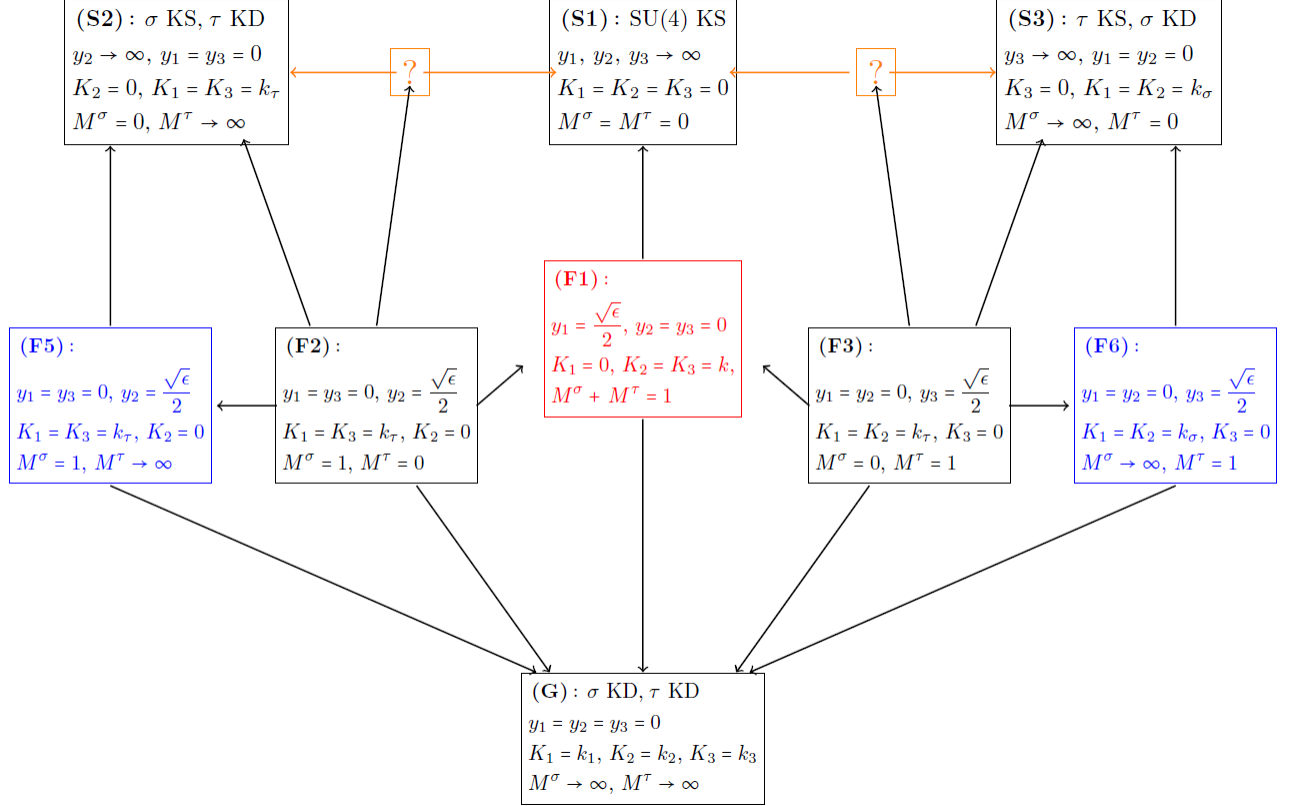 (S2) : σ KS, τ KD
y₂ → ∞, y₁ = y₃ = 0
K₂ = 0, K₁ = K₃ = k_τ
M^σ = 0, M^τ → ∞
?
(S1) : SU(4) KS
y₁, y₂, y₃ → ∞
K₁ = K₂ = K₃ = 0
M^σ = M^τ = 0
?
(S3) : τ KS, σ KD
y₃ → ∞, y₁ = y₂ = 0
K₃ = 0, K₁ = K₂ = k_σ
M^σ → ∞, M^τ = 0
(F5) :
y₁ = y₃ = 0, y₂ = √ϵ/2
K₁ = K₃ = k_τ, K₂ = 0
M^σ = 1, M^τ → ∞
(F2) :
y₁ = y₃ = 0, y₂ = √ϵ/2
K₁ = K₃ = k_τ, K₂ = 0
M^σ = 1, M^τ = 0
(F1) :
y₁ = √ϵ/2, y₂ = y₃ = 0
K₁ = 0, K₂ = K₃ = k,
M^σ + M^τ = 1
(F3) :
y₁ = y₂ = 0, y₃ = √ϵ/2
K₁ = K₂ = k_τ, K₃ = 0
M^σ = 0, M^τ = 1
(F6) :
y₁ = y₂ = 0, y₃ = √ϵ/2
K₁ = K₂ = k_σ, K₃ = 0
M^σ → ∞, M^τ = 1
(G) : σ KD, τ KD
y₁ = y₂ = y₃ = 0
K₁ = k₁, K₂ = k₂, K₃ = k₃
M^σ → ∞, M^τ → ∞